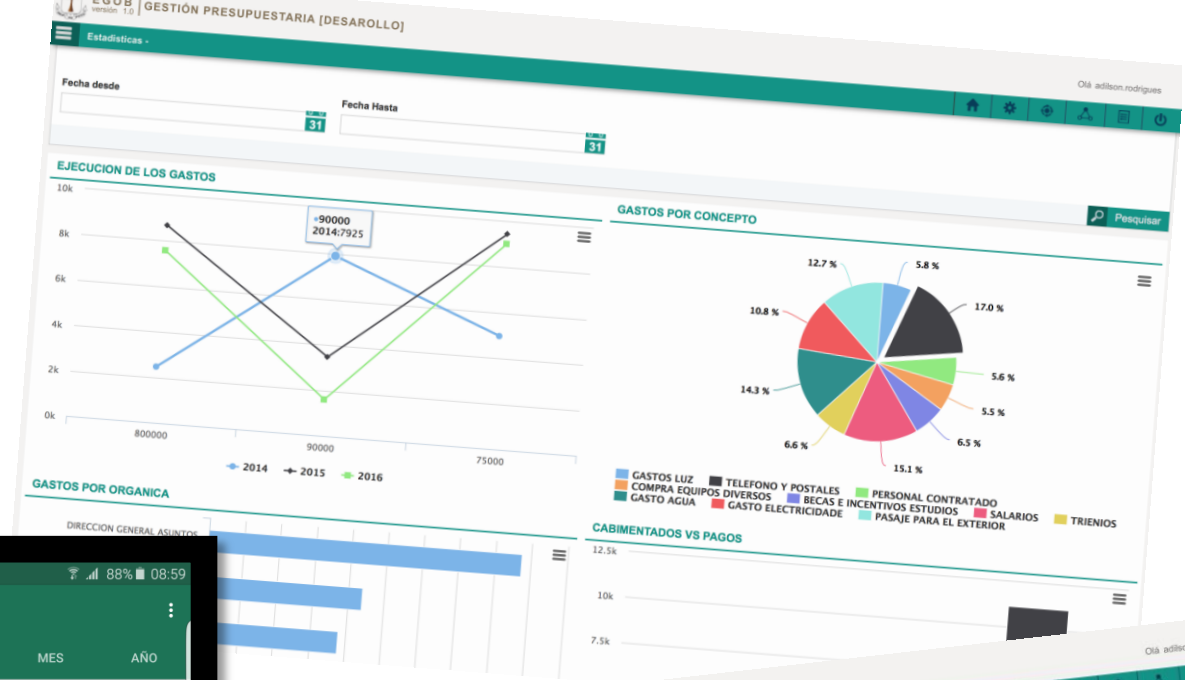 EGOB
versión 1.0
GESTIÓN PRESUPUESTARIA [DESAROLLO]
Estadisticas -
Olá adilson.rodrigues
Fecha desde
31
Fecha Hasta
31
Pesquisar
EJECUCION DE LOS GASTOS
10k
8k
6k
4k
2k
0k
90000
2014:7925
800000
90000
75000
2014
2015
2016
GASTOS POR CONCEPTO
5.8 %
17.0 %
5.6 %
5.5 %
6.5 %
15.1 %
6.6 %
14.3 %
10.8 %
12.7 %
GASTOS LUZ TELEFONO Y POSTALES PERSONAL CONTRATADO
COMPRA EQUIPOS DIVERSOS BECAS E INCENTIVOS ESTUDIOS SALARIOS TRIENIOS
GASTO AGUA GASTO ELECTRICIDADE PASAJE PARA EL EXTERIOR
GASTOS POR ORGANICA
DIRECCION GENERAL ASUNTOS
CABIMENTADOS VS PAGOS
12.5k
10k
7.5k
88% 08:59
MES AÑO
Olá